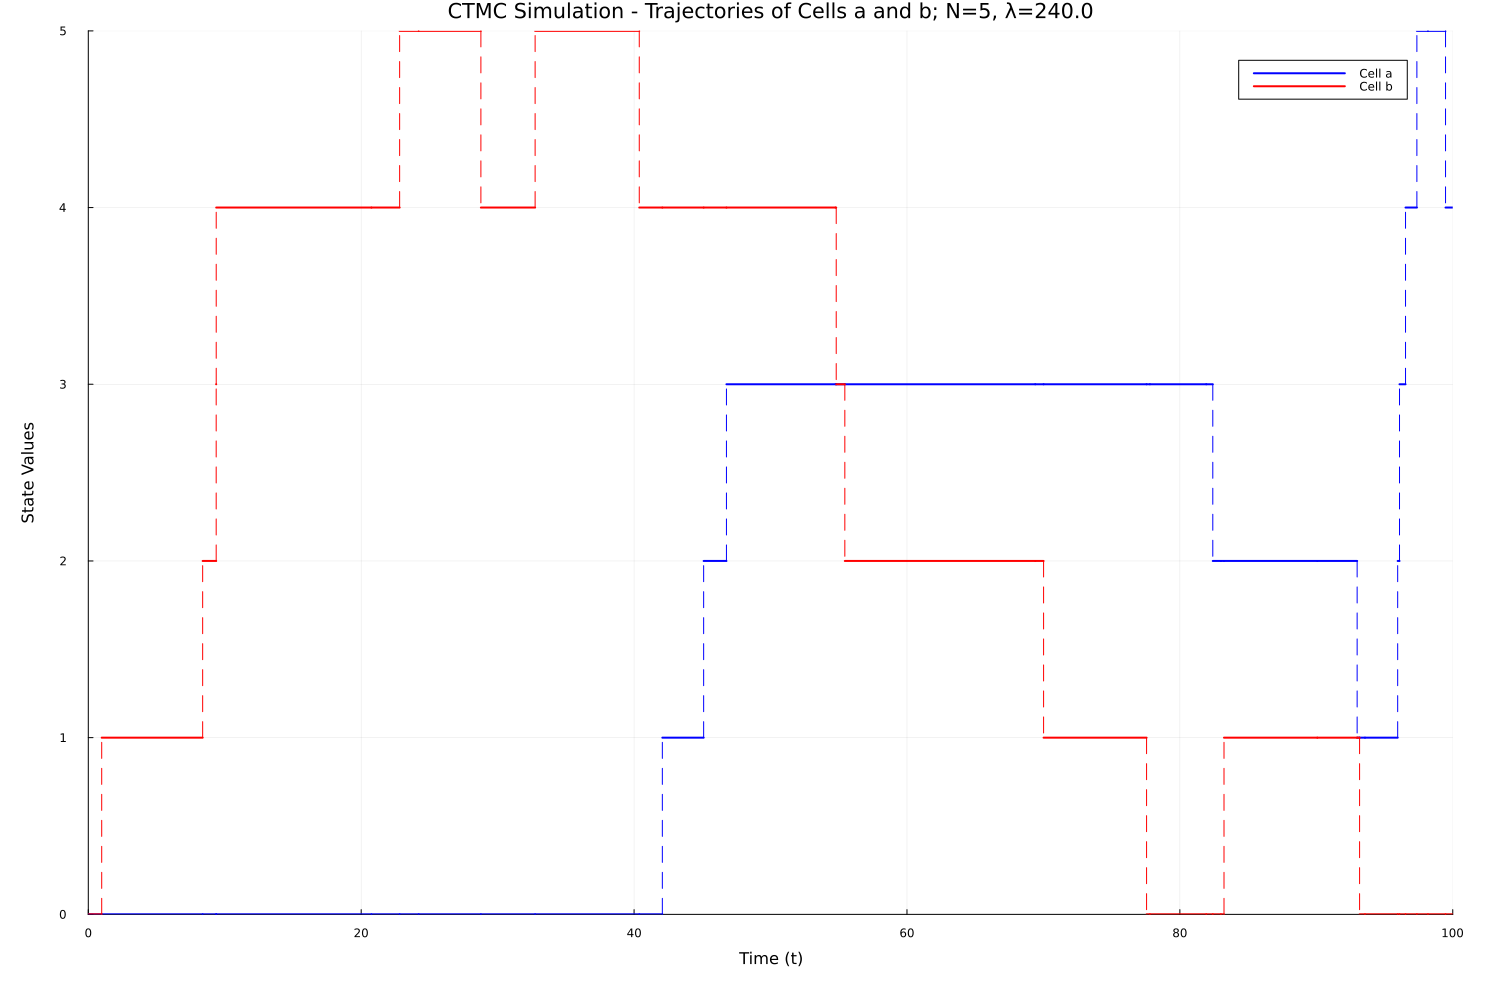 CTMC Simulation - Trajectories of Cells a and b; N=5, λ=240.0
5
Cell a
Cell b
4
3
State Values
2
1
0
0 20 40 60 80 100
Time (t)